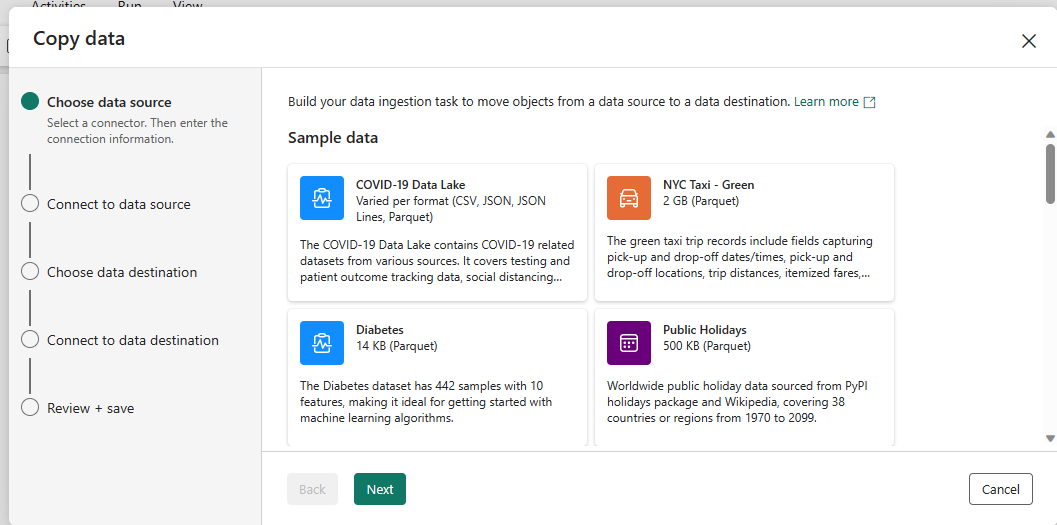 Activities Run View
Copy data
Choose data source
Select a connector. Then enter the
connection information.
Connect to data source
Choose data destination
Connect to data destination
Review + save
Build your data ingestion task to move objects from a data source to a data destination. Learn more
Sample data
COVID-19 Data Lake
Varied per format (CSV, JSON, JSON
Lines, Parquet)
The COVID-19 Data Lake contains COVID-19 related
datasets from various sources. It covers testing and
patient outcome tracking data, social distancing...
NYC Taxi - Green
2 GB (Parquet)
The green taxi trip records include fields capturing
pick-up and drop-off dates/times, pick-up and
drop-off locations, trip distances, itemized fares,...
Diabetes
14 KB (Parquet)
The Diabetes dataset has 442 samples with 10
features, making it ideal for getting started with
machine learning algorithms.
Public Holidays
500 KB (Parquet)
Worldwide public holiday data sourced from PyPI
holidays package and Wikipedia, covering 38
countries or regions from 1970 to 2099.
Back
Next
Cancel